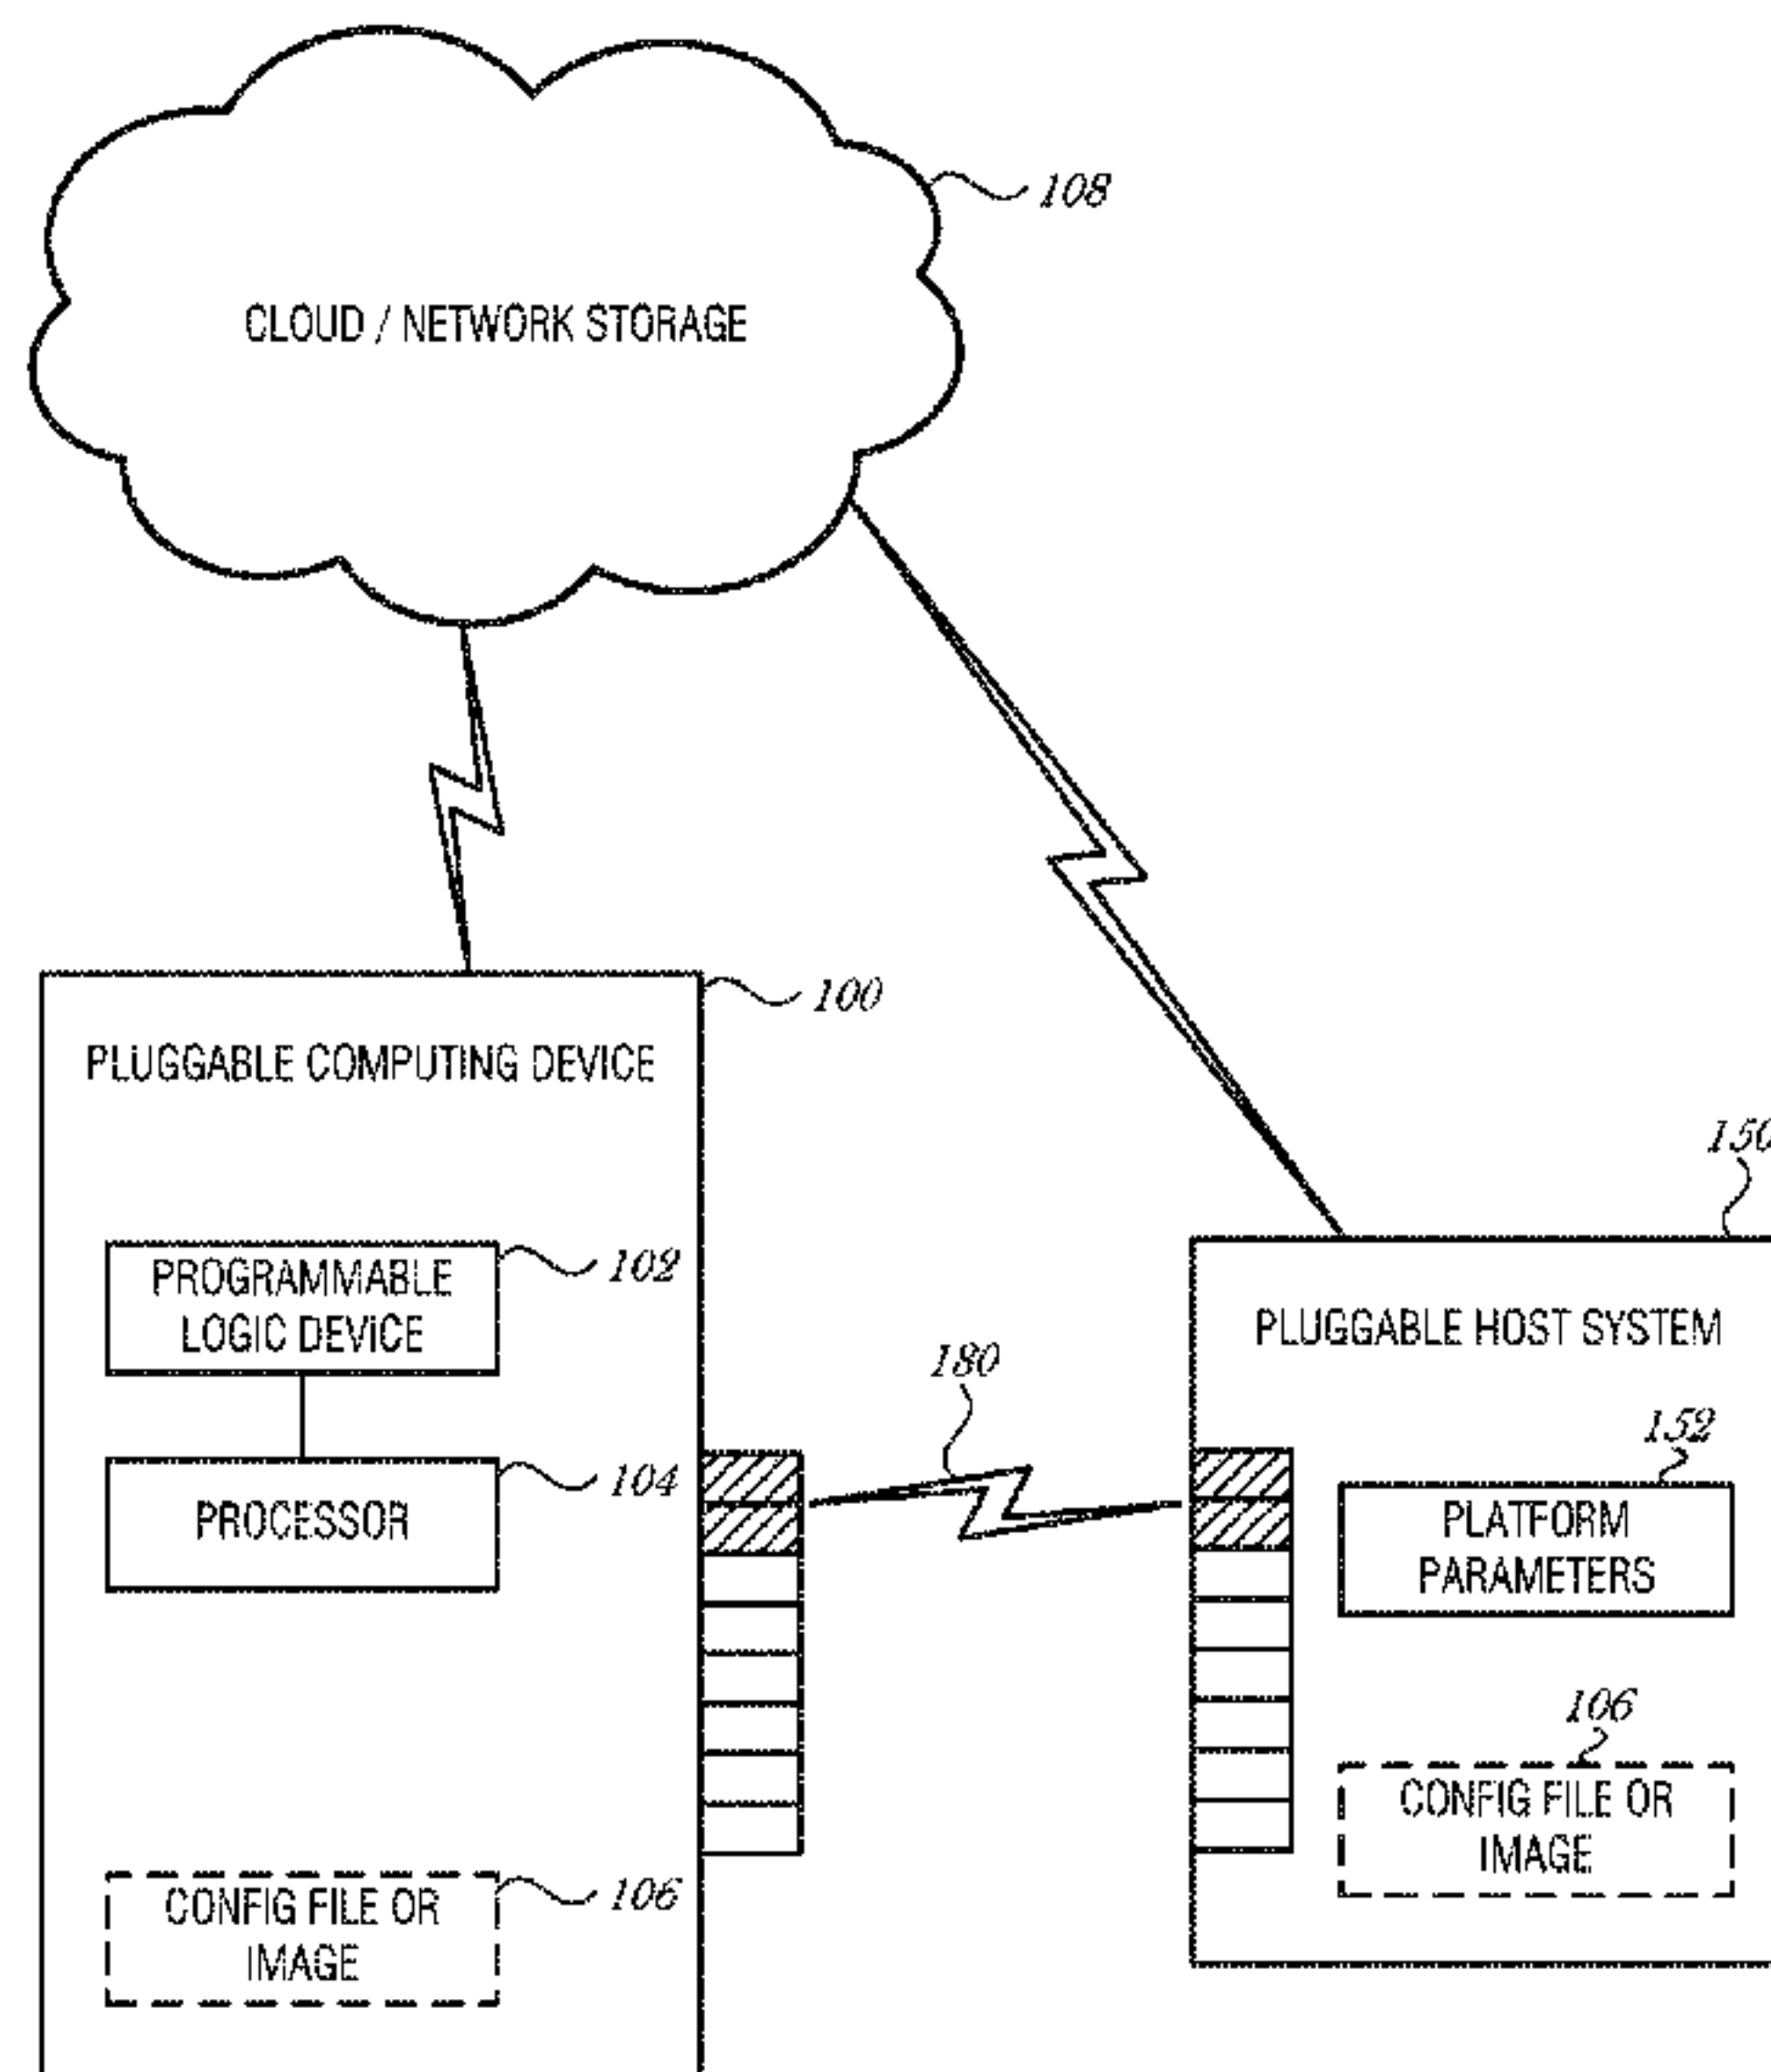 108
CLOUD / NETWORK STORAGE
100
PLUGGABLE COMPUTING DEVICE
150
PROGRAMMABLE
LOGIC DEVICE
102
PLUGGABLE HOST SYSTEM
180
152
PROCESSOR
104
PLATFORM
PARAMETERS
106
CONFIG FILE OR
IMAGE
CONFIG FILE OR
IMAGE
106